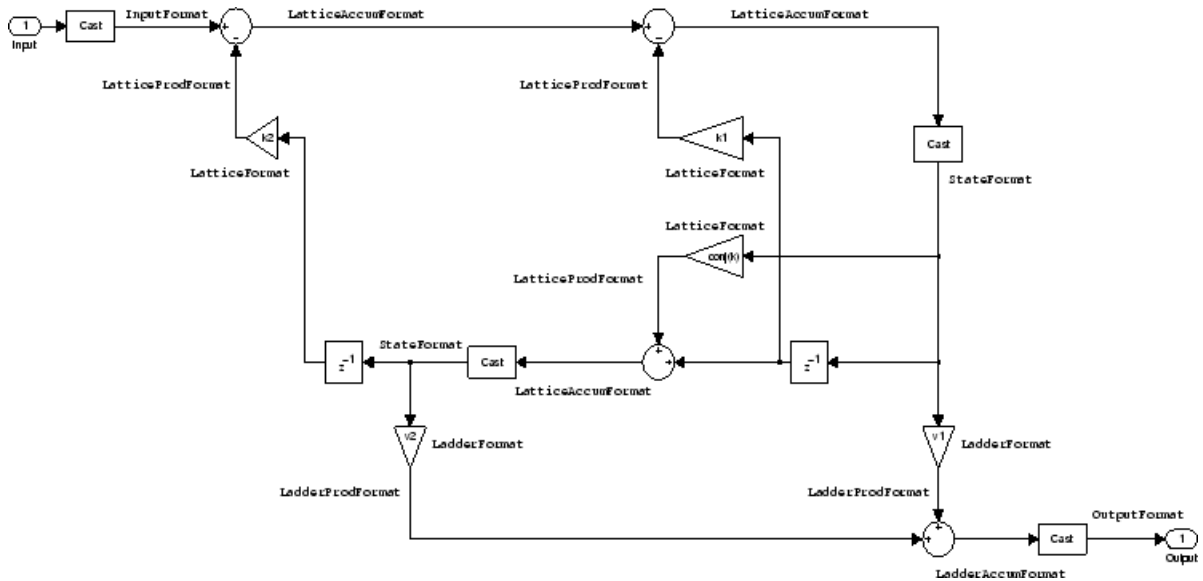 1
Input
Cast
InputFormat
+
-
LatticeAccumFormat
+
-
LatticeAccumFormat
LatticeProdFormat
LatticeProdFormat
k2
k1
Cast
LatticeFormat
LatticeFormat
StateFormat
LatticeFormat
conj(k)
LatticeProdFormat
z⁻¹
StateFormat
Cast
+
+
z⁻¹
LatticeAccumFormat
v2
LadderFormat
v1
LadderFormat
LadderProdFormat
LadderProdFormat
+
+
Cast
OutputFormat
1
Output
LadderAccumFormat